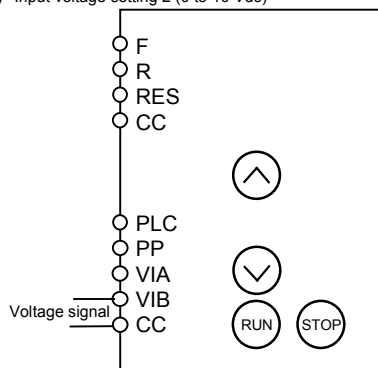 Input voltage setting 2 (0 to 10 Vdc)
F
R
RES
CC
PLC
PP
VIA
VIB
Voltage signal
CC
RUN
STOP